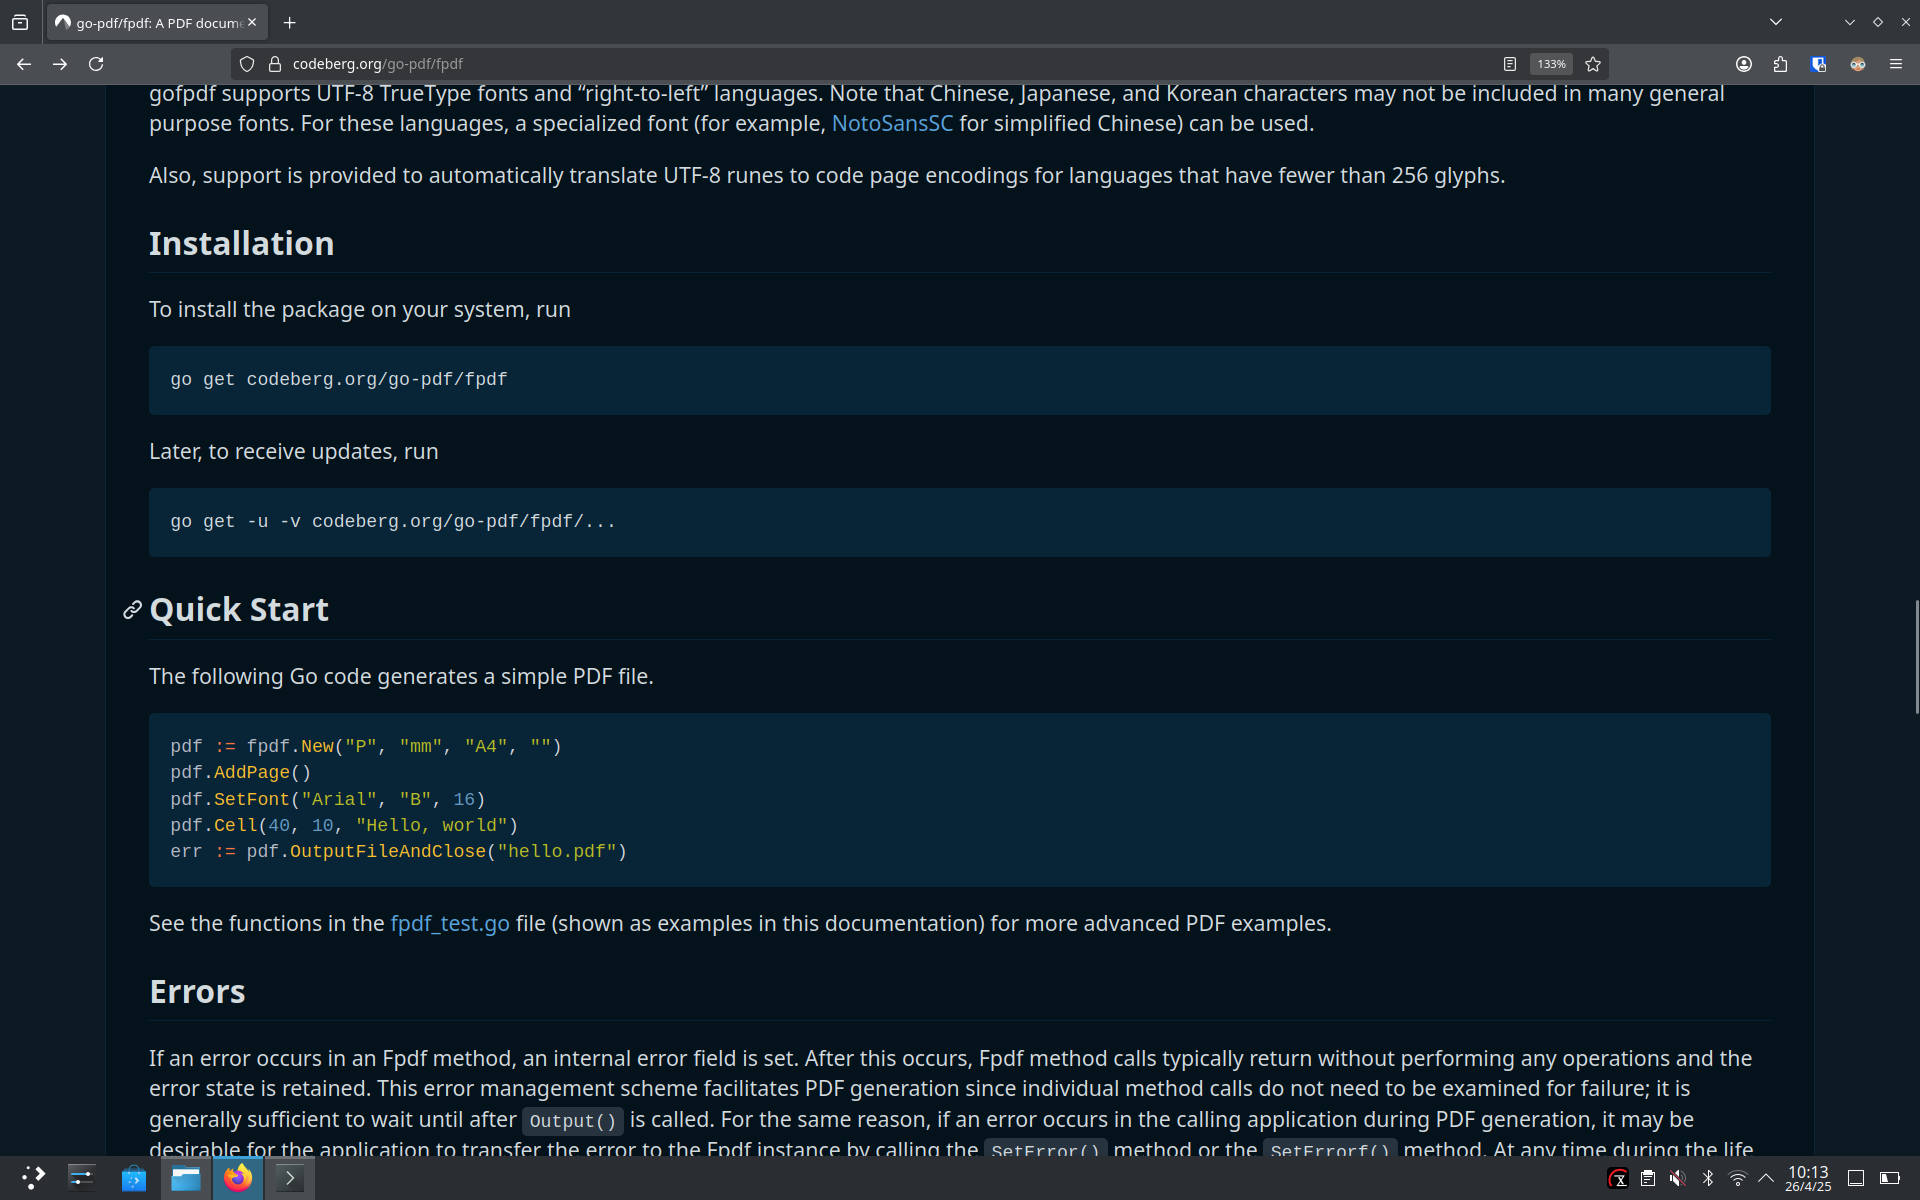 go-pdf/fpdf: A PDF docume
codeberg.org/go-pdf/fpdf
133%
gofpdf supports UTF-8 TrueType fonts and “right-to-left” languages. Note that Chinese, Japanese, and Korean characters may not be included in many general
purpose fonts. For these languages, a specialized font (for example, NotoSansSC for simplified Chinese) can be used.
Also, support is provided to automatically translate UTF-8 runes to code page encodings for languages that have fewer than 256 glyphs.
Installation
To install the package on your system, run
go get codeberg.org/go-pdf/fpdf
Later, to receive updates, run
go get -u -v codeberg.org/go-pdf/fpdf/...
Quick Start
The following Go code generates a simple PDF file.
pdf := fpdf.New("P", "mm", "A4", "")
pdf.AddPage()
pdf.SetFont("Arial", "B", 16)
pdf.Cell(40, 10, "Hello, world")
err := pdf.OutputFileAndClose("hello.pdf")
See the functions in the fpdf_test.go file (shown as examples in this documentation) for more advanced PDF examples.
Errors
If an error occurs in an Fpdf method, an internal error field is set. After this occurs, Fpdf method calls typically return without performing any operations and the
error state is retained. This error management scheme facilitates PDF generation since individual method calls do not need to be examined for failure; it is
generally sufficient to wait until after Output() is called. For the same reason, if an error occurs in the calling application during PDF generation, it may be
desirable for the application to transfer the error to the Fpdf instance by calling the SetError() method or the SetErrorf() method. At any time during the life
10:13
26/4/25